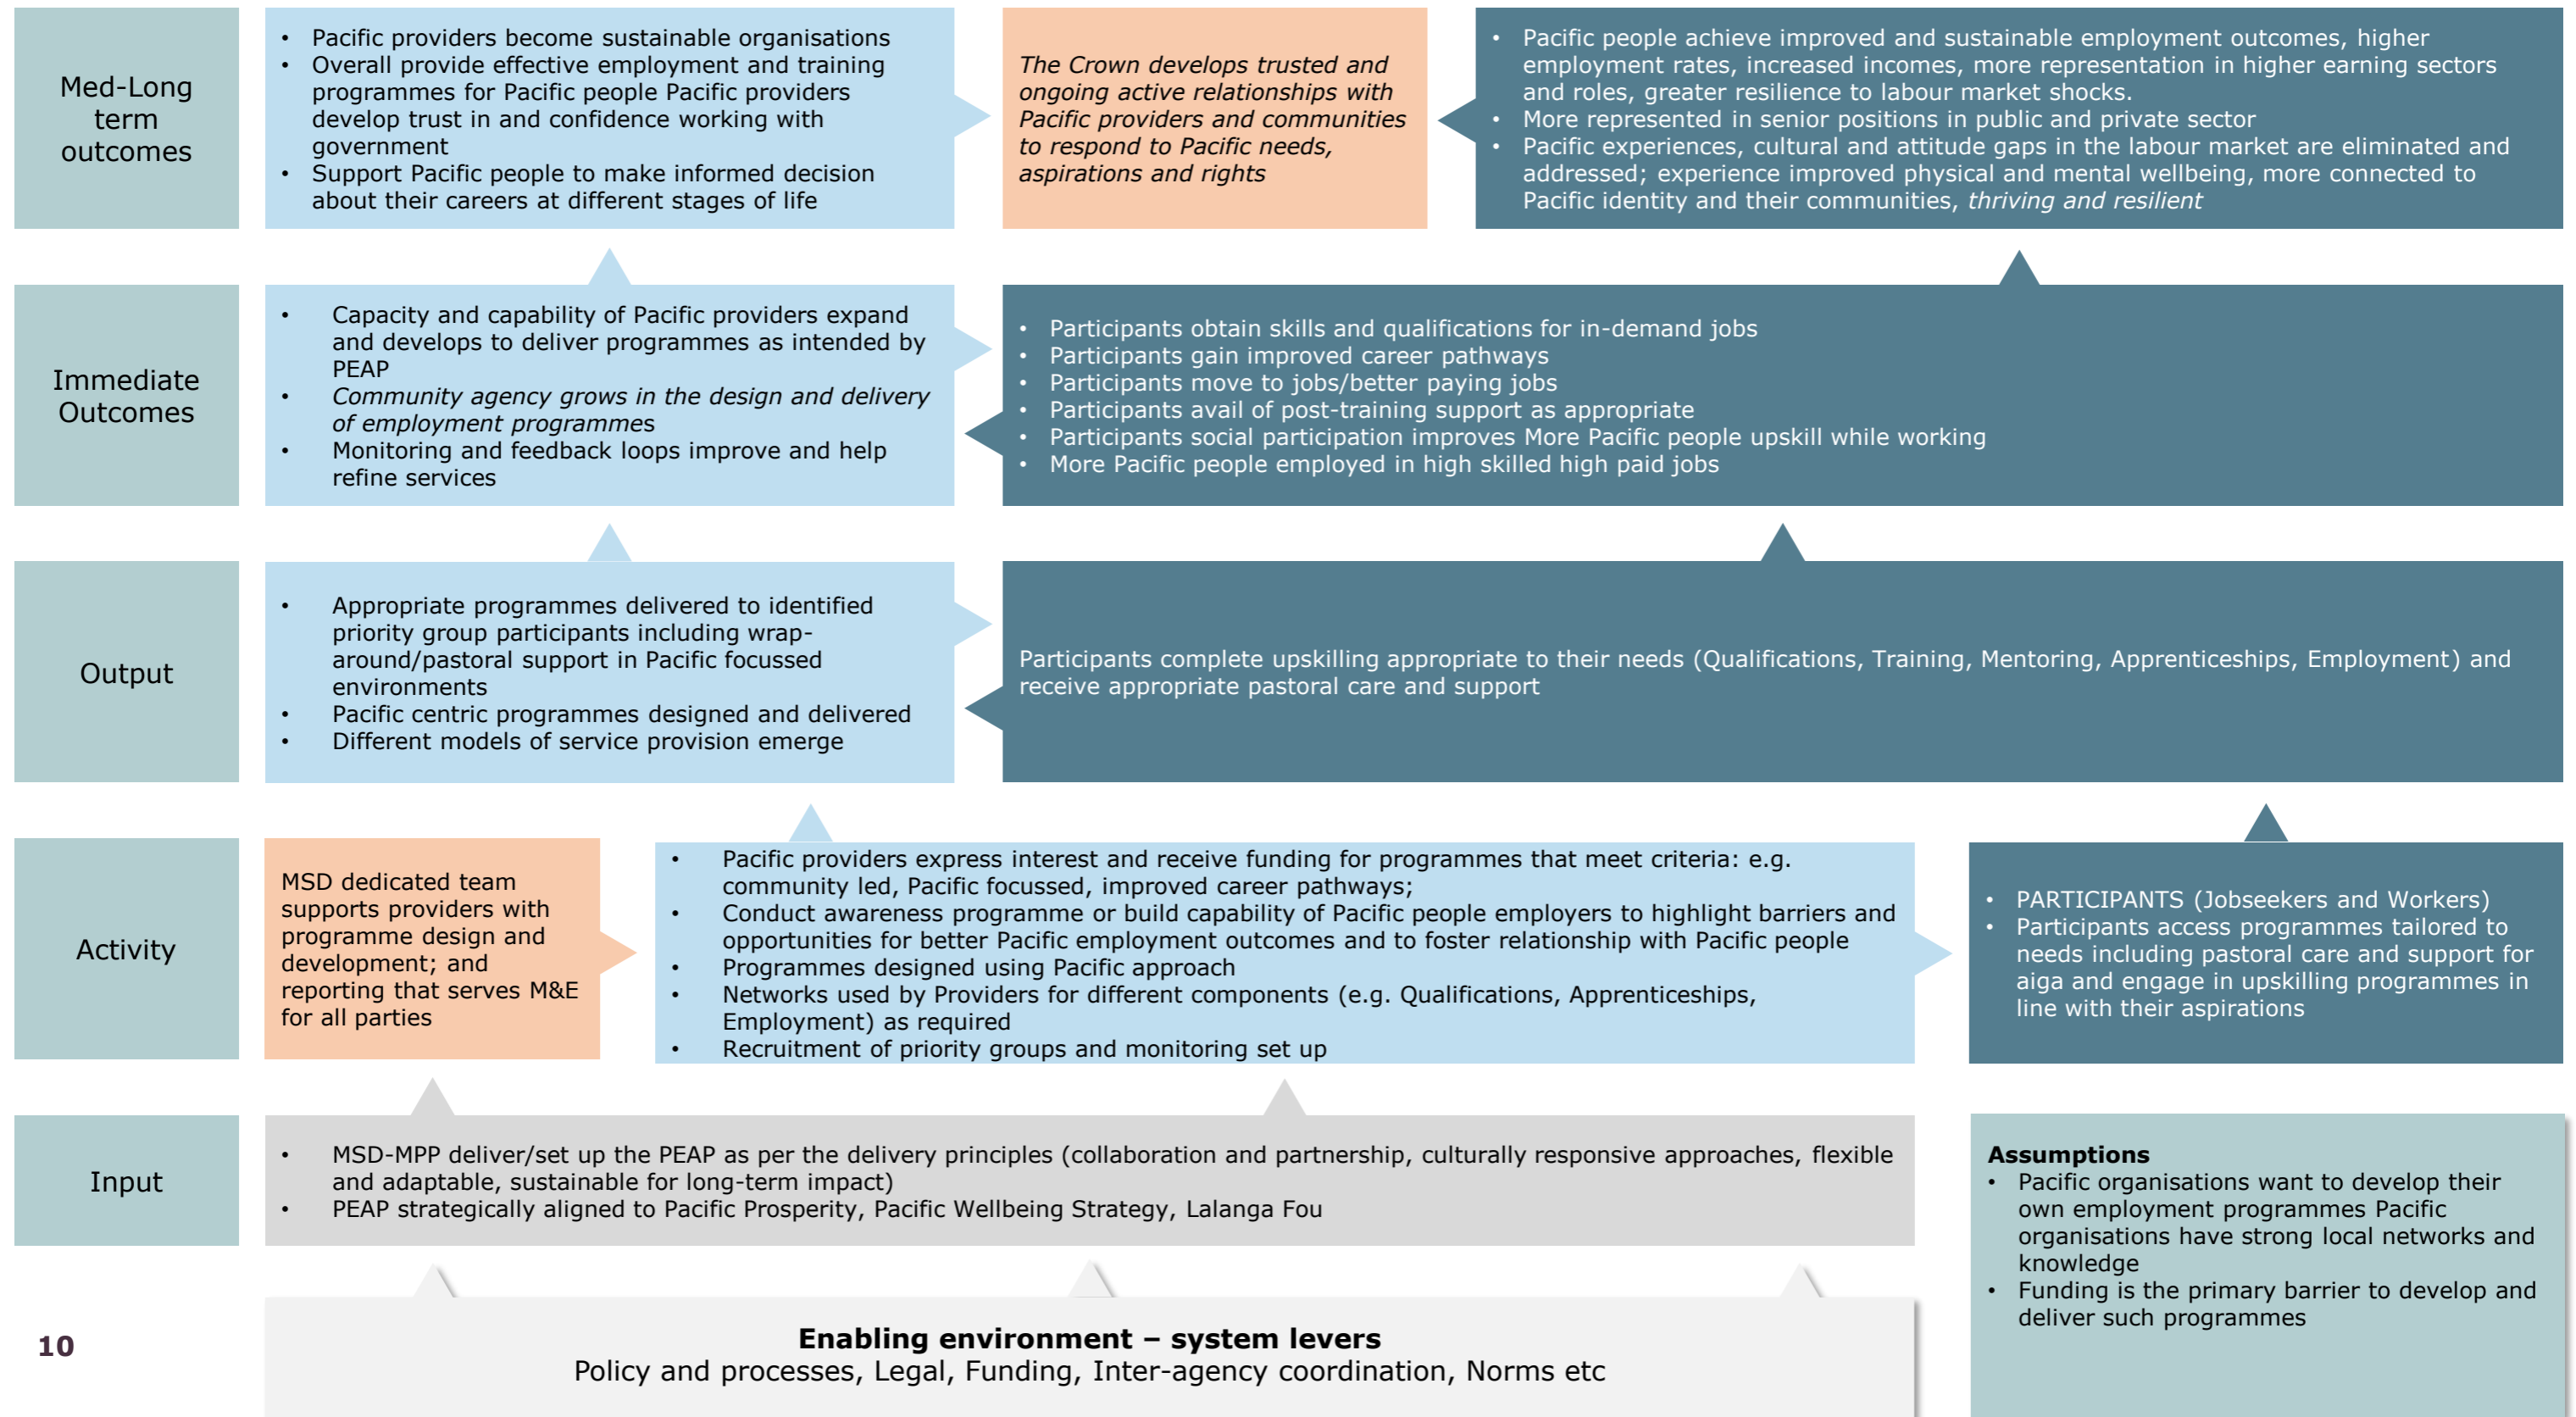 Med-Long
term
outcomes
• Pacific providers become sustainable organisations
• Overall provide effective employment and training
programmes for Pacific people Pacific providers
develop trust in and confidence working with
government
• Support Pacific people to make informed decision
about their careers at different stages of life
The Crown develops trusted and
ongoing active relationships with
Pacific providers and communities
to respond to Pacific needs,
aspirations and rights
• Pacific people achieve improved and sustainable employment outcomes, higher
employment rates, increased incomes, more representation in higher earning sectors
and roles, greater resilience to labour market shocks.
• More represented in senior positions in public and private sector
• Pacific experiences, cultural and attitude gaps in the labour market are eliminated and
addressed; experience improved physical and mental wellbeing, more connected to
Pacific identity and their communities, thriving and resilient
Immediate
Outcomes
• Capacity and capability of Pacific providers expand
and develops to deliver programmes as intended by
PEAP
• Community agency grows in the design and delivery
of employment programmes
• Monitoring and feedback loops improve and help
refine services
• Participants obtain skills and qualifications for in-demand jobs
• Participants gain improved career pathways
• Participants move to jobs/better paying jobs
• Participants avail of post-training support as appropriate
• Participants social participation improves More Pacific people upskill while working
• More Pacific people employed in high skilled high paid jobs
Output
• Appropriate programmes delivered to identified
priority group participants including wrap-
around/pastoral support in Pacific focussed
environments
• Pacific centric programmes designed and delivered
• Different models of service provision emerge
Participants complete upskilling appropriate to their needs (Qualifications, Training, Mentoring, Apprenticeships, Employment) and
receive appropriate pastoral care and support
Activity
MSD dedicated team
supports providers with
programme design and
development; and
reporting that serves M&E
for all parties
• Pacific providers express interest and receive funding for programmes that meet criteria: e.g.
community led, Pacific focussed, improved career pathways;
• Conduct awareness programme or build capability of Pacific people employers to highlight barriers and
opportunities for better Pacific employment outcomes and to foster relationship with Pacific people
• Programmes designed using Pacific approach
• Networks used by Providers for different components (e.g. Qualifications, Apprenticeships,
Employment) as required
• Recruitment of priority groups and monitoring set up
• PARTICIPANTS (Jobseekers and Workers)
• Participants access programmes tailored to
needs including pastoral care and support for
aiga and engage in upskilling programmes in
line with their aspirations
Input
• MSD-MPP deliver/set up the PEAP as per the delivery principles (collaboration and partnership, culturally responsive approaches, flexible
and adaptable, sustainable for long-term impact)
• PEAP strategically aligned to Pacific Prosperity, Pacific Wellbeing Strategy, Lalanga Fou
Assumptions
• Pacific organisations want to develop their
own employment programmes Pacific
organisations have strong local networks and
knowledge
• Funding is the primary barrier to develop and
deliver such programmes
10
Enabling environment – system levers
Policy and processes, Legal, Funding, Inter-agency coordination, Norms etc